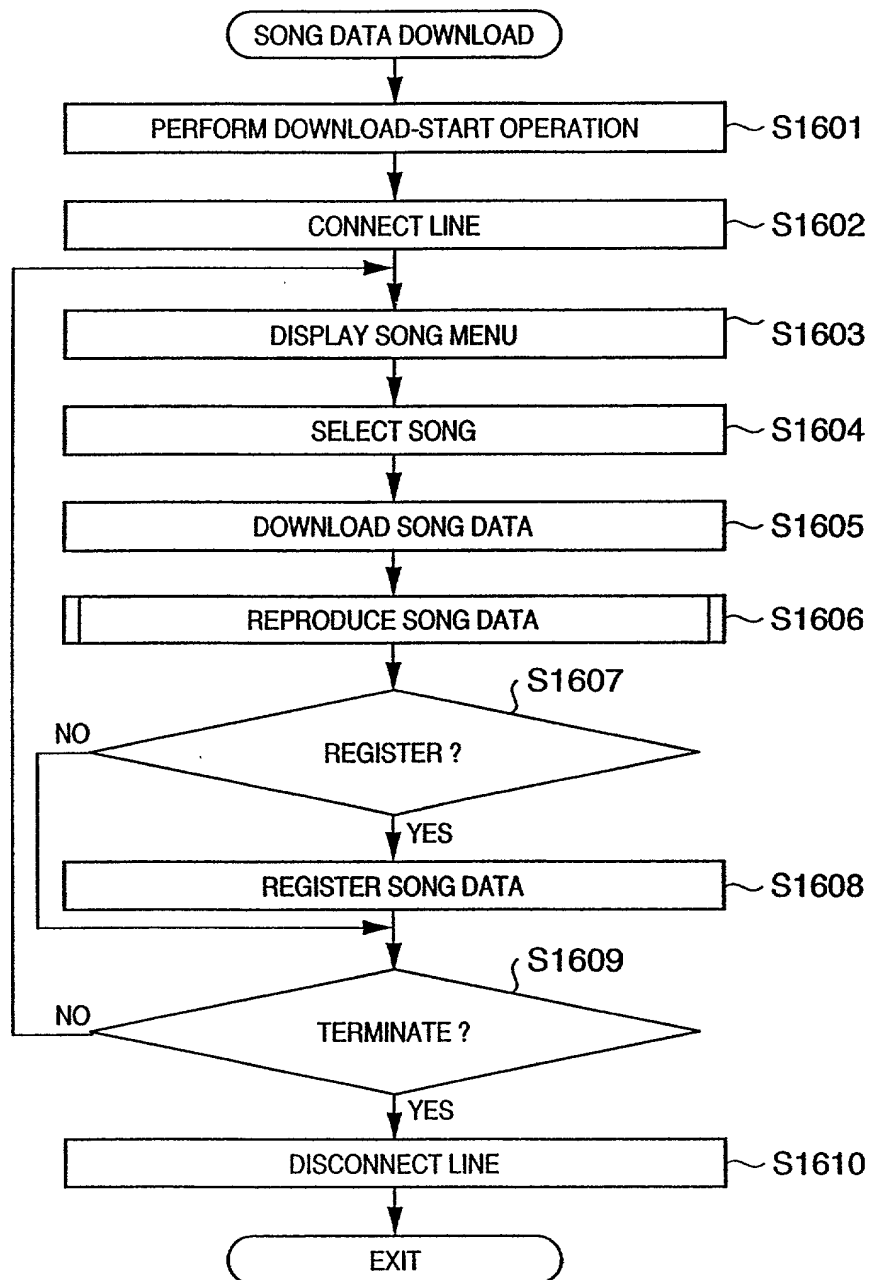 SONG DATA DOWNLOAD
PERFORM DOWNLOAD-START OPERATION S1601
CONNECT LINE S1602
DISPLAY SONG MENU S1603
SELECT SONG S1604
DOWNLOAD SONG DATA S1605
REPRODUCE SONG DATA S1606
S1607
NO
REGISTER ?
YES
REGISTER SONG DATA S1608
S1609
NO
TERMINATE ?
YES
DISCONNECT LINE S1610
EXIT